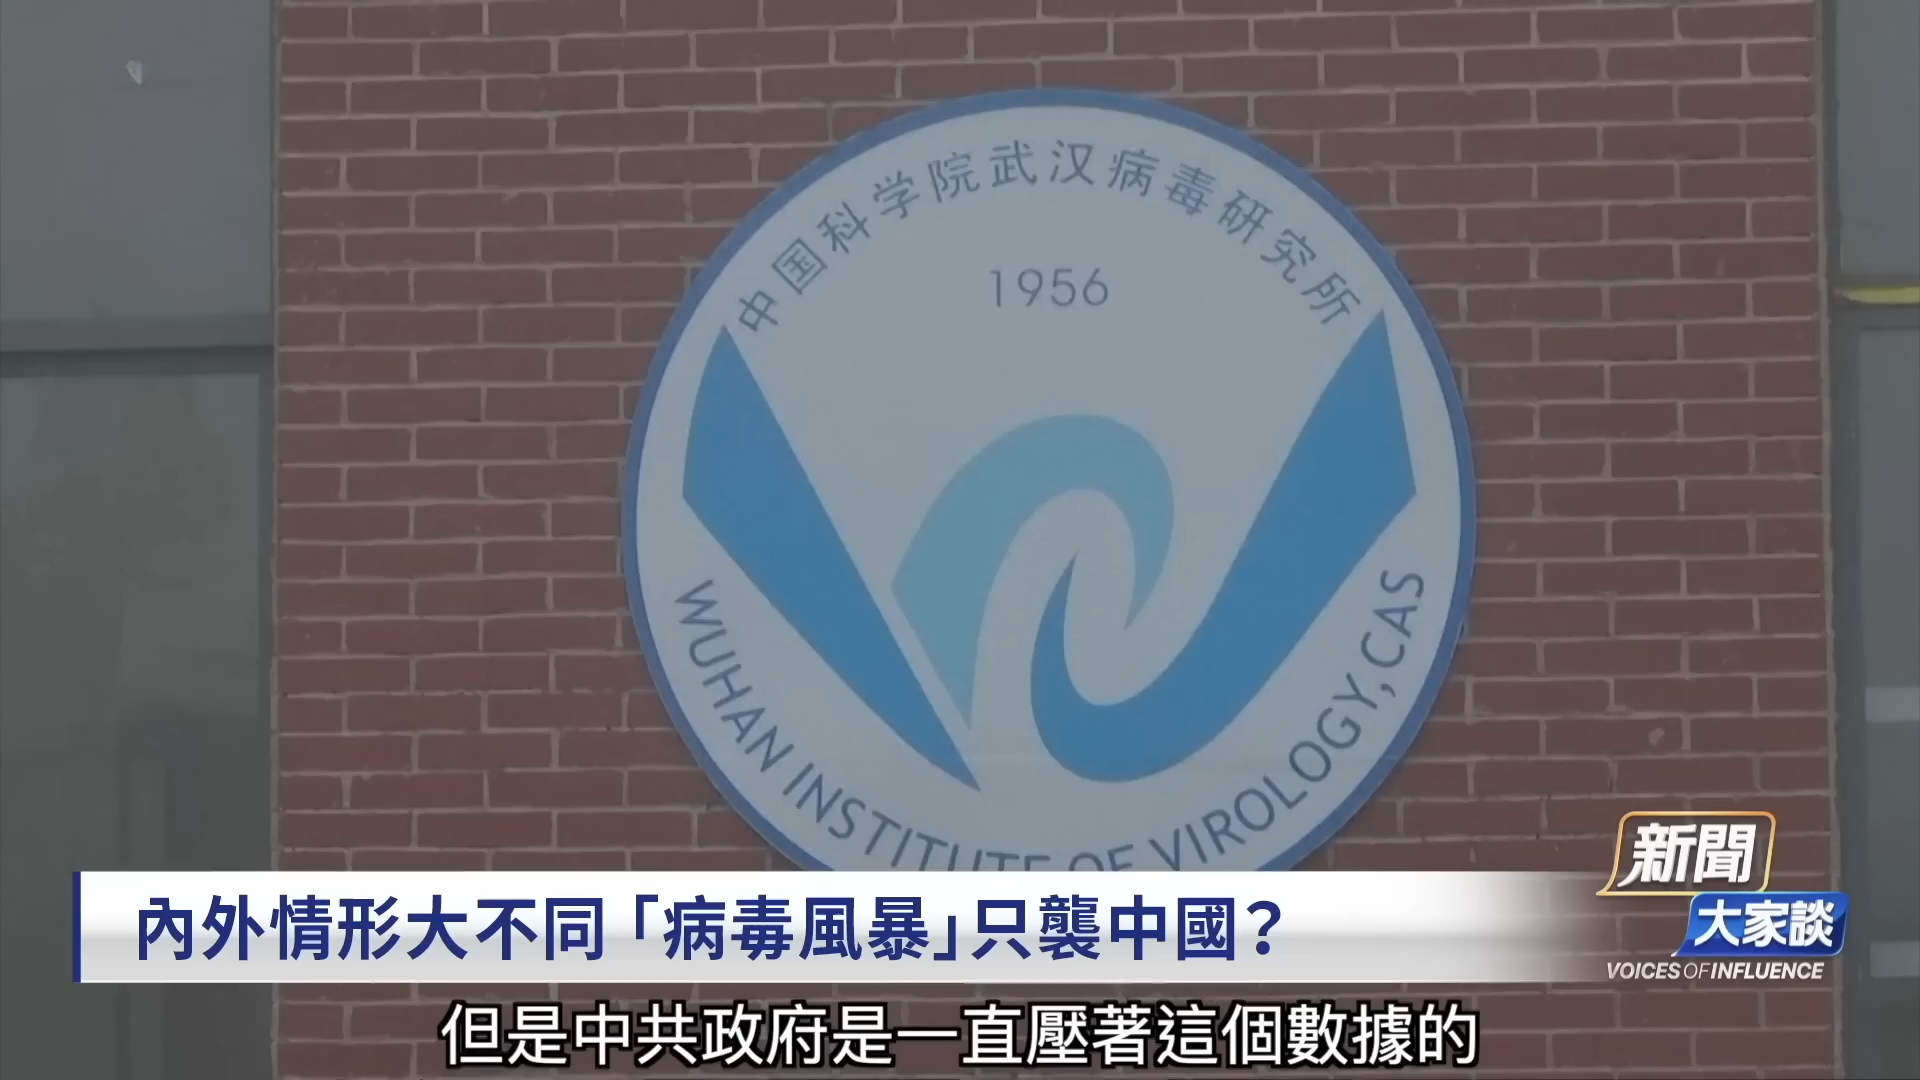 中国科学院武汉病毒研究所
1956
WUHAN INSTITUTE OF VIROLOGY, CAS
內外情形大不同「病毒風暴」只襲中國？
新聞
大家談
VOICES OF INFLUENCE
但是中共政府是一直壓著這個數據的